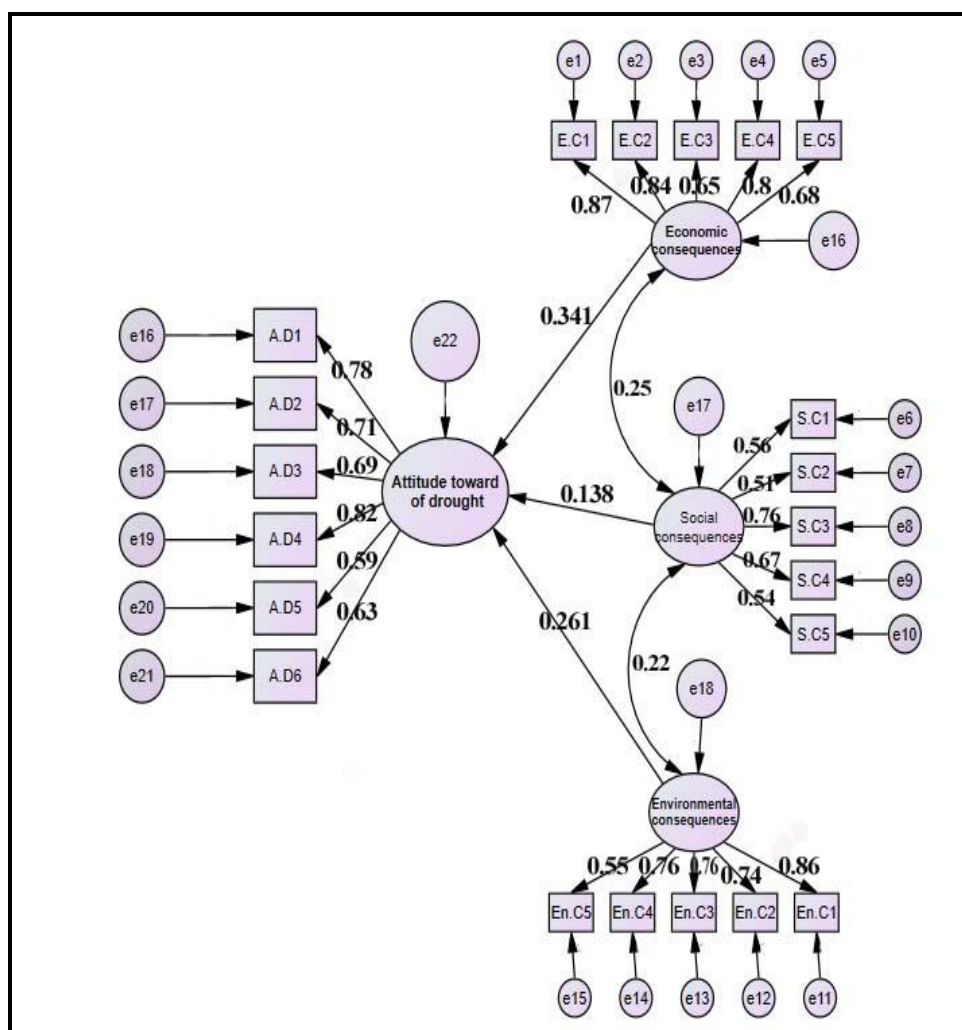 e1 e2 e3 e4 e5
E.C1 E.C2 E.C3 E.C4 E.C5
0.87 0.84 0.65 0.8 0.68
Economic
consequences
e16
0.341
0.25
e16 A.D1
e17 A.D2
e18 A.D3
e19 A.D4
e20 A.D5
e21 A.D6
0.78
0.71
0.69
0.82
0.59
0.63
e22
Attitude toward
of drought
0.138
e17
Social
consequences
0.56
0.51
0.76
0.67
0.54
S.C1 e6
S.C2 e7
S.C3 e8
S.C4 e9
S.C5 e10
0.261
0.22
e18
Environmental
consequences
0.55 0.76 0.76 0.74 0.86
En.C5 En.C4 En.C3 En.C2 En.C1
e15 e14 e13 e12 e11